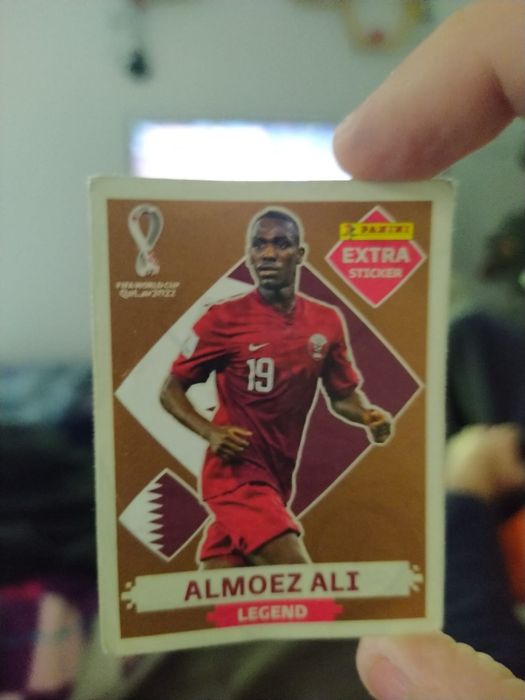 PANINI
EXTRA
STICKER
FIFA WORLD CUP
Qatar2022
19
ALMOEZ ALI
LEGEND